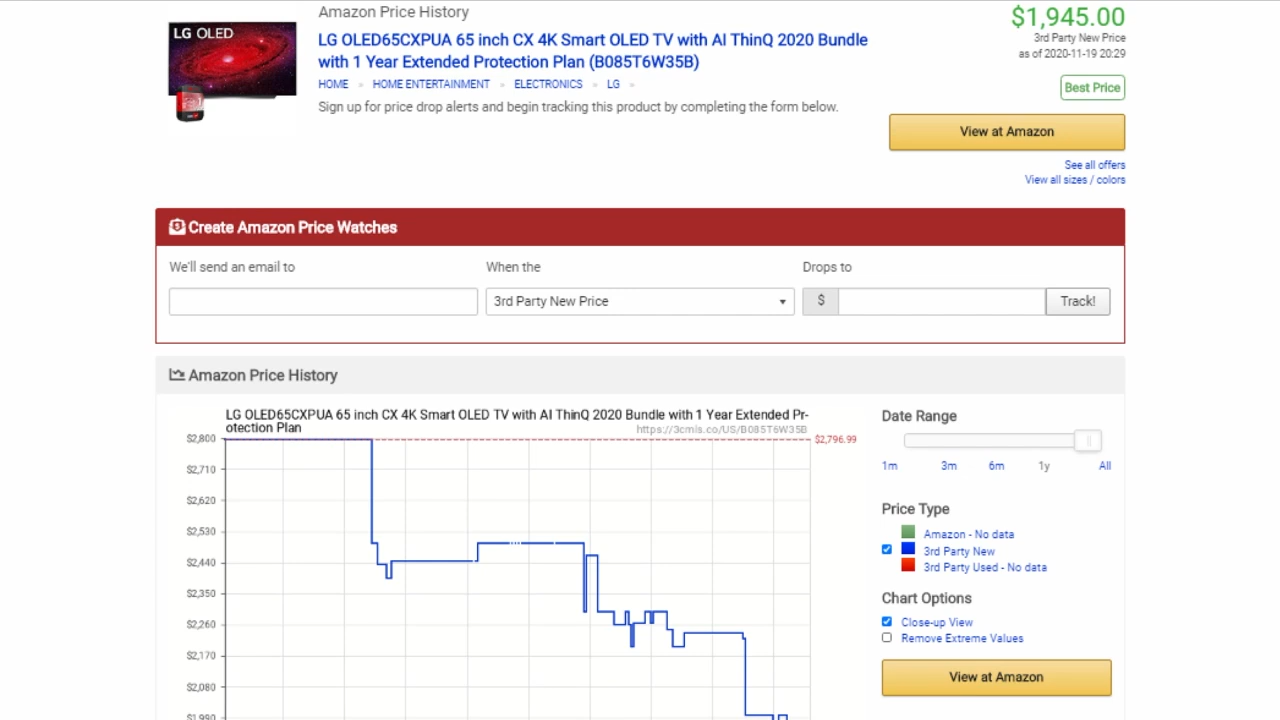 LG OLED
Amazon Price History
LG OLED65CXPUA 65 inch CX 4K Smart OLED TV with AI ThinQ 2020 Bundle
with 1 Year Extended Protection Plan (B085T6W35B)
HOME » HOME ENTERTAINMENT » ELECTRONICS » LG »
Sign up for price drop alerts and begin tracking this product by completing the form below.
$1,945.00
3rd Party New Price
as of 2020-11-19 20:29
Best Price
View at Amazon
See all offers
View all sizes / colors
Create Amazon Price Watches
We'll send an email to
When the
Drops to
3rd Party New Price
$
Track!
Amazon Price History
LG OLED65CXPUA 65 inch CX 4K Smart OLED TV with AI ThinQ 2020 Bundle with 1 Year Extended Pr-
otection Plan
https://3cmls.co/US/B085T6W35B
$2,800
$2,796.99
$2,710
$2,620
$2,530
$2,440
$2,350
$2,260
$2,170
$2,080
$1,990
Date Range
1m 3m 6m 1y All
Price Type
Amazon - No data
3rd Party New
3rd Party Used - No data
Chart Options
Close-up View
Remove Extreme Values
View at Amazon